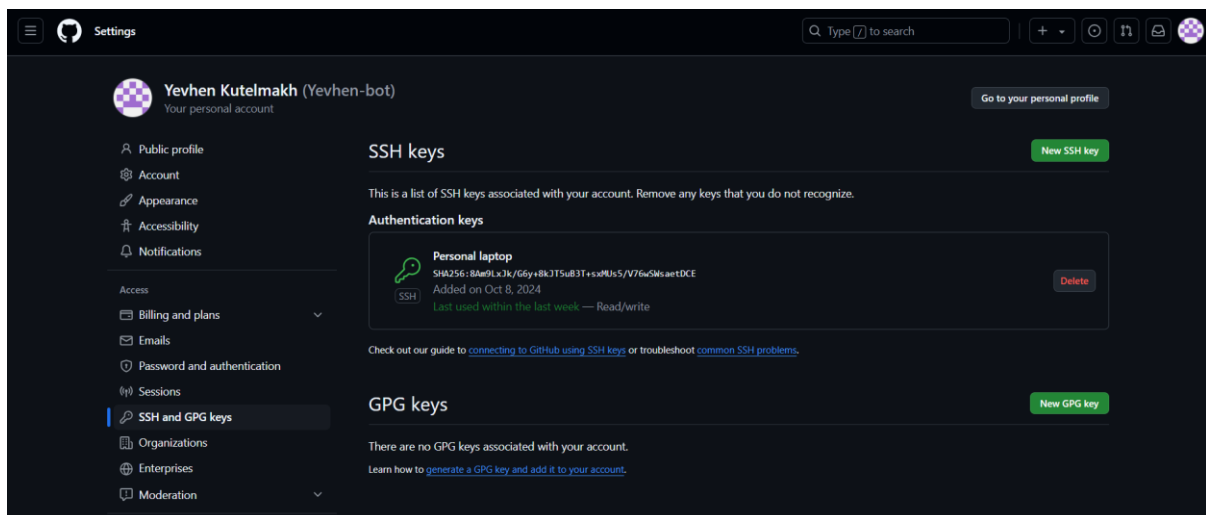 Settings
Type / to search
Yevhen Kutelmakh (Yevhen-bot)
Your personal account
Go to your personal profile
Public profile
Account
Appearance
Accessibility
Notifications
Access
Billing and plans
Emails
Password and authentication
Sessions
SSH and GPG keys
Organizations
Enterprises
Moderation
SSH keys
New SSH key
This is a list of SSH keys associated with your account. Remove any keys that you do not recognize.
Authentication keys
Personal laptop
SHA256:8Am9LxJk/G6y+8kJT5uB3T+sxMUs5/V76wSWsaetDCE
SSH
Added on Oct 8, 2024
Last used within the last week — Read/write
Delete
Check out our guide to connecting to GitHub using SSH keys or troubleshoot common SSH problems.
GPG keys
New GPG key
There are no GPG keys associated with your account.
Learn how to generate a GPG key and add it to your account.